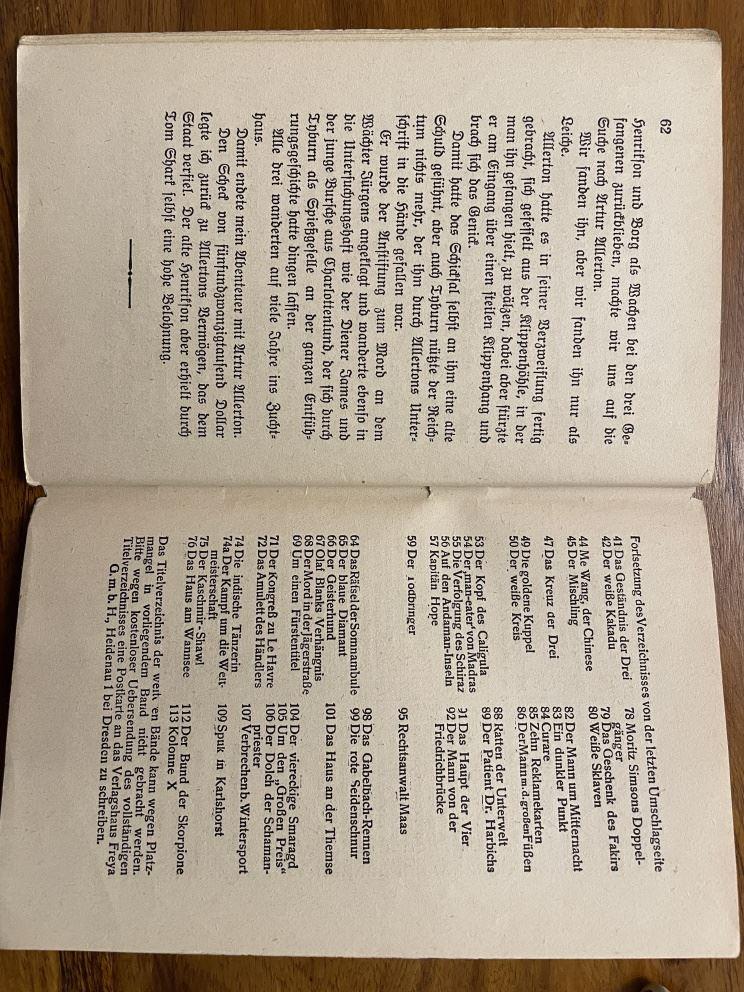 62
Henrikson und Borg als Wachen bei den drei Ge-
fangenen zurückblieben, machte wir uns auf die
Suche nach Artur Allerton.
Wir fanden ihn, aber wir fanden ihn nur als
Leiche.
Allerton hatte es in seiner Verzweiflung fertig
gebracht, sich gefesselt aus der Klippenhöhle, in der
man ihn gefangen hielt, zu wälzen, dabei aber stürzte
er am Eingang über einen steilen Klippenhang und
brach sich das Genick.
Damit hatte das Schicksal selbst an ihm eine alte
Schuld gesühnt, aber auch Tyburn nützte der Reich-
tum nichts mehr, der ihm durch Allertons Unter-
schrift in die Hände gefallen war.
Er wurde der Anstiftung zum Mord an dem
Wächter Jürgens angeklagt und wanderte ebenso in
die Untersuchungshaft wie der Diener James und
der junge Bursche aus Charlottenlund, der sich durch
Tyburn als Spießgeselle an der ganzen Entfüh-
rungsgeschichte hatte dingen lassen.
Alle drei wanderten auf viele Jahre ins Zucht-
haus.
Damit endete mein Abenteuer mit Artur Allerton.
Den Scheck von fünfundzwanzigtausend Dollar
legte ich zurück zu Allertons Vermögen, das dem
Staat verfiel. Der alte Henrikson aber erhielt durch
Tom Shark selbst eine hohe Belohnung.
Fortsetzung des Verzeichnisses von der letzten Umschlagseite
41 Das Geständnis der Drei
42 Der weiße Kakadu
44 Me Wang, der Chinese
45 Der Mischling
47 Das Kreuz der Drei
49 Die goldene Kuppel
50 Der weiße Kreis
53 Der Kopf des Caligula
54 Der „man-eater' von Madras
55 Die Verfolgung des Schiraz
56 Auf den Andaman-Inseln
57 Kapitän Hope
59 Der Todbringer
64 Das Rätsel der Somnambule
65 Der blaue Diamant
66 Der Geisterhund
67 Olaf Blanks Verhängnis
68 Der Mord in der Jägerstraße
69 Um einen Fürstentitel
71 Der Kongreß zu Le Havre
72 Das Amulett des Händlers
74 Die indische Tänzerin
74a Der Kampf um die Welt-
meisterschaft
75 Der Kaschmir-Shawl
76 Das Haus am Wannsee
78 Moritz Simsons Doppel-
gänger
79 Das Geschenk des Fakirs
80 Weiße Sklaven
82 Der Mann um Mitternacht
83 Ein dunkler Punkt
84 Curare
85 Zehn Reklamekarten
86 Der Mann m. d. großen Füßen
88 Ratten der Unterwelt
89 Der Patient Dr. Harbichs
91 Das Haupt der Vier
92 Der Mann von der
Friedrichbrücke
95 Rechtsanwalt Maas
98 Das Gabelbach-Rennen
99 Die rote Seidenschnur
101 Das Haus an der Themse
104 Der viereckige Smaragd
105 Um den „Großen Preis“
106 Der Dolch der Schaman-
priester
107 Verbrechen b. Wintersport
109 Spuk in Karlshorst
112 Der Bund der Skorpione
113 Kolonne X
Das Titelverzeichnis der weit en Bände kann wegen Platz-
mangel in vorliegendem Band nicht gebracht werden.
Bitte wegen kostenloser Uebersendung des vollständigen
Titelverzeichnisses eine Postkarte an das Verlagshaus Freya
G. m. b. H., Heidenau 1 bei Dresden zu schreiben.